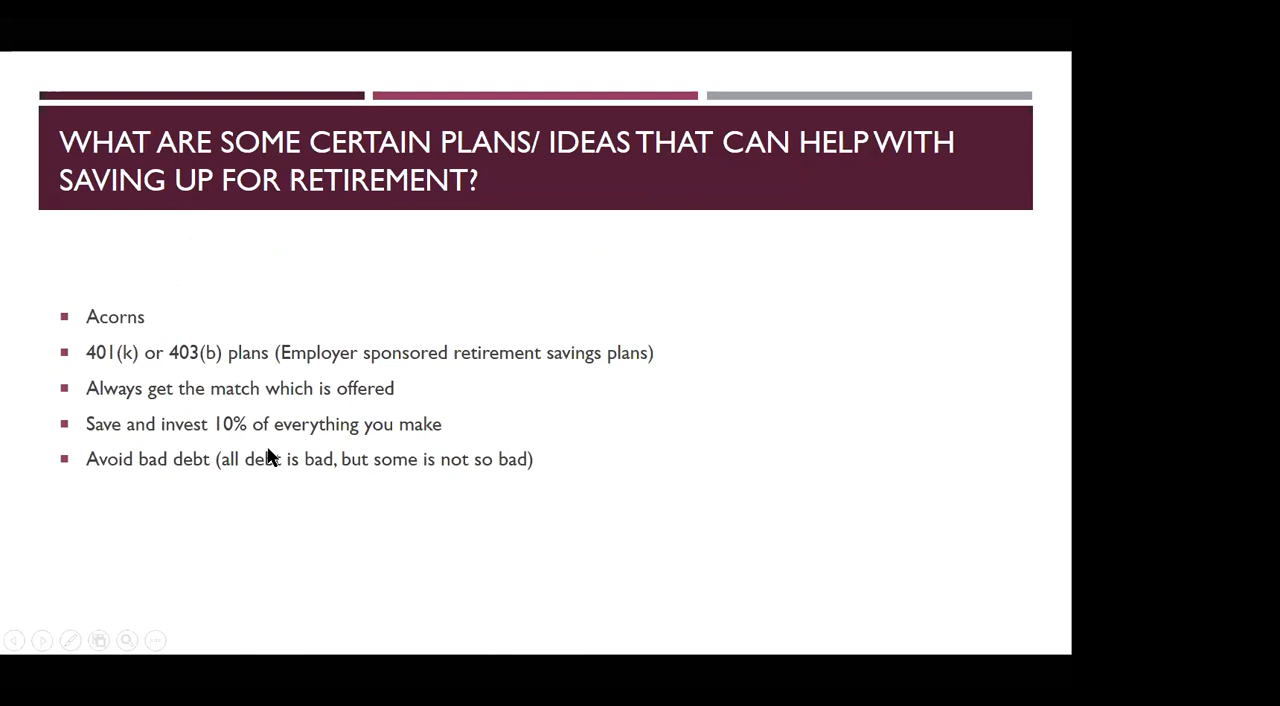 WHAT ARE SOME CERTAIN PLANS/ IDEAS THAT CAN HELP WITH
SAVING UP FOR RETIREMENT?
Acorns
401(k) or 403(b) plans (Employer sponsored retirement savings plans)
Always get the match which is offered
Save and invest 10% of everything you make
Avoid bad debt (all debt is bad, but some is not so bad)